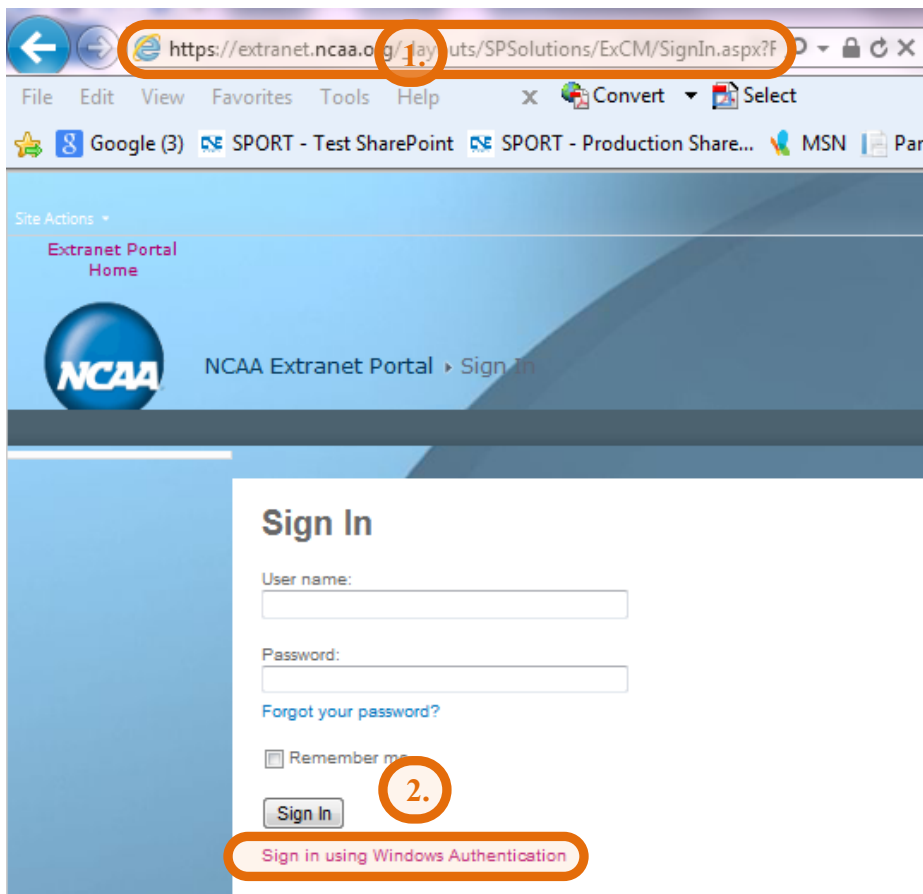 https://extranet.ncaa.org/_layouts/SPSolutions/ExCM/SignIn.aspx?F
1.
File Edit View Favorites Tools Help x Convert Select
Google (3) SPORT - Test SharePoint SPORT - Production Share... MSN Par
Site Actions
Extranet Portal
Home
NCAA
NCAA Extranet Portal Sign In
Sign In
User name:
Password:
Forgot your password?
Remember me
2.
Sign In
Sign in using Windows Authentication